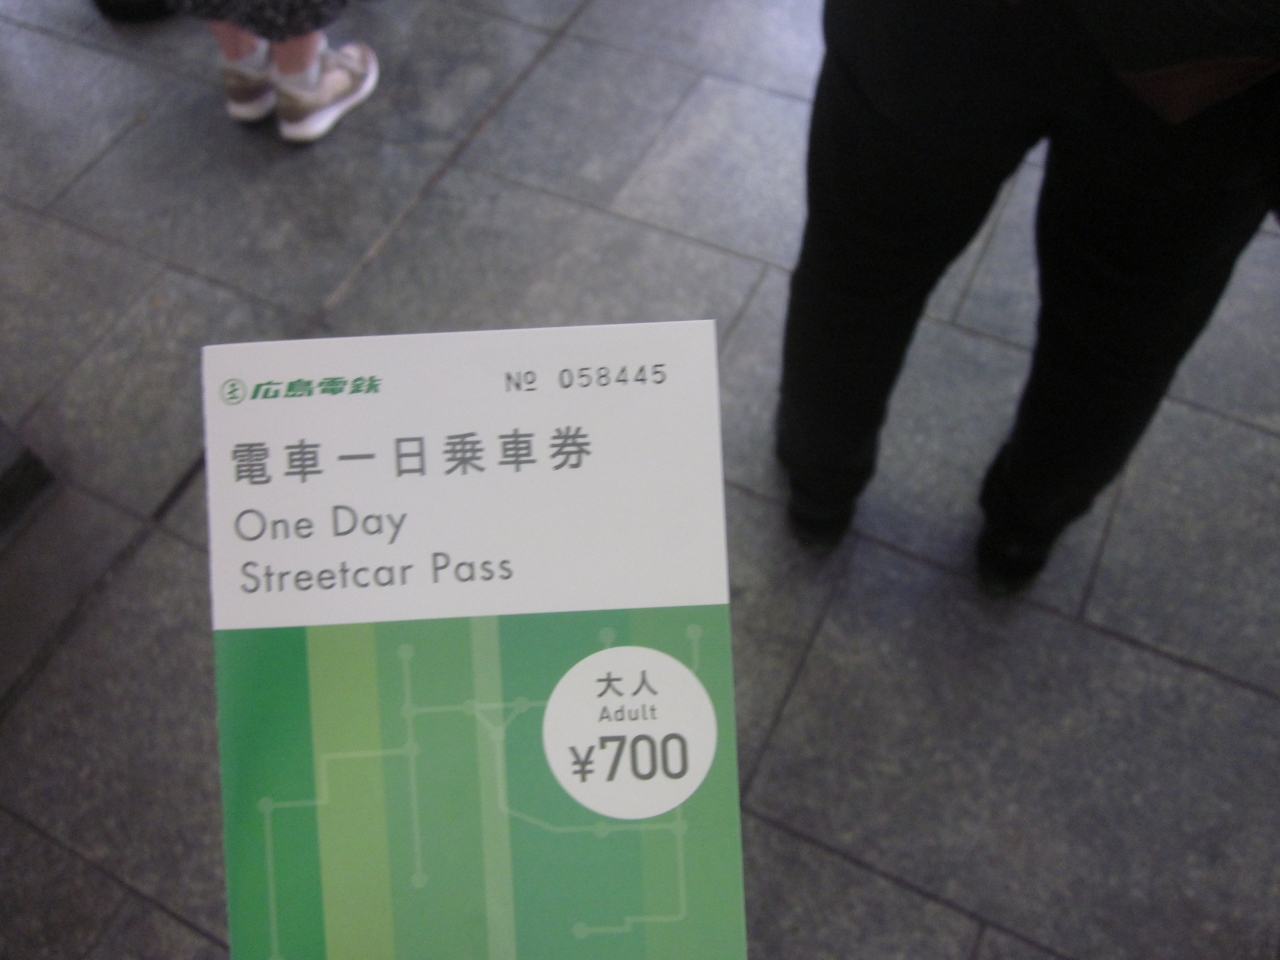 広島電鉄 № 058445
電車一日乗車券
One Day
Streetcar Pass
大人
Adult
¥700